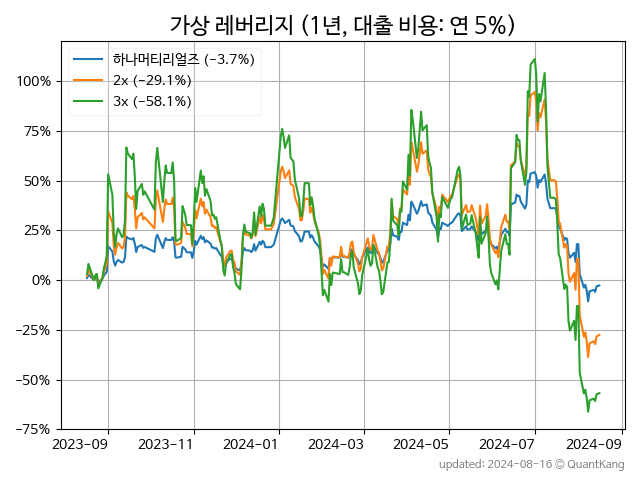 가상 레버리지 (1년, 대출 비용: 연 5%)
하나머티리얼즈 (−3.7%)
2x (−29.1%)
3x (−58.1%)
100%
75%
50%
25%
0%
−25%
−50%
−75%
2023-09 2023-11 2024-01 2024-03 2024-05 2024-07 2024-09
updated: 2024-08-16 © QuantKang